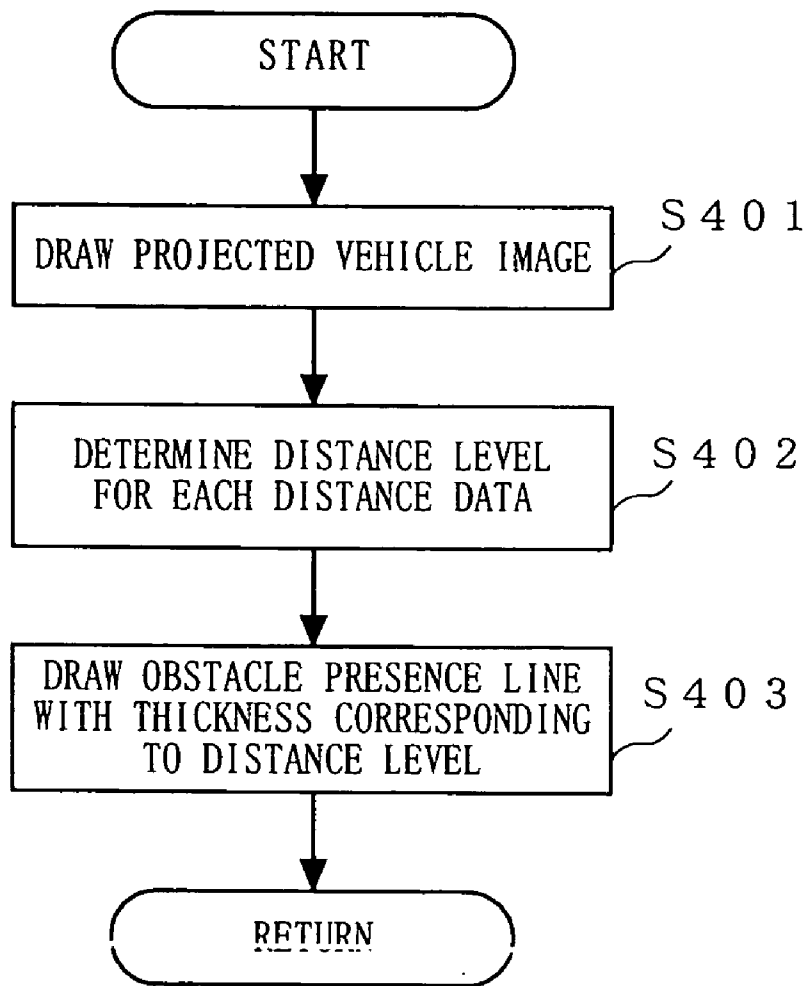 START
DRAW PROJECTED VEHICLE IMAGE
S401
DETERMINE DISTANCE LEVEL
FOR EACH DISTANCE DATA
S402
DRAW OBSTACLE PRESENCE LINE
WITH THICKNESS CORRESPONDING
TO DISTANCE LEVEL
S403
RETURN